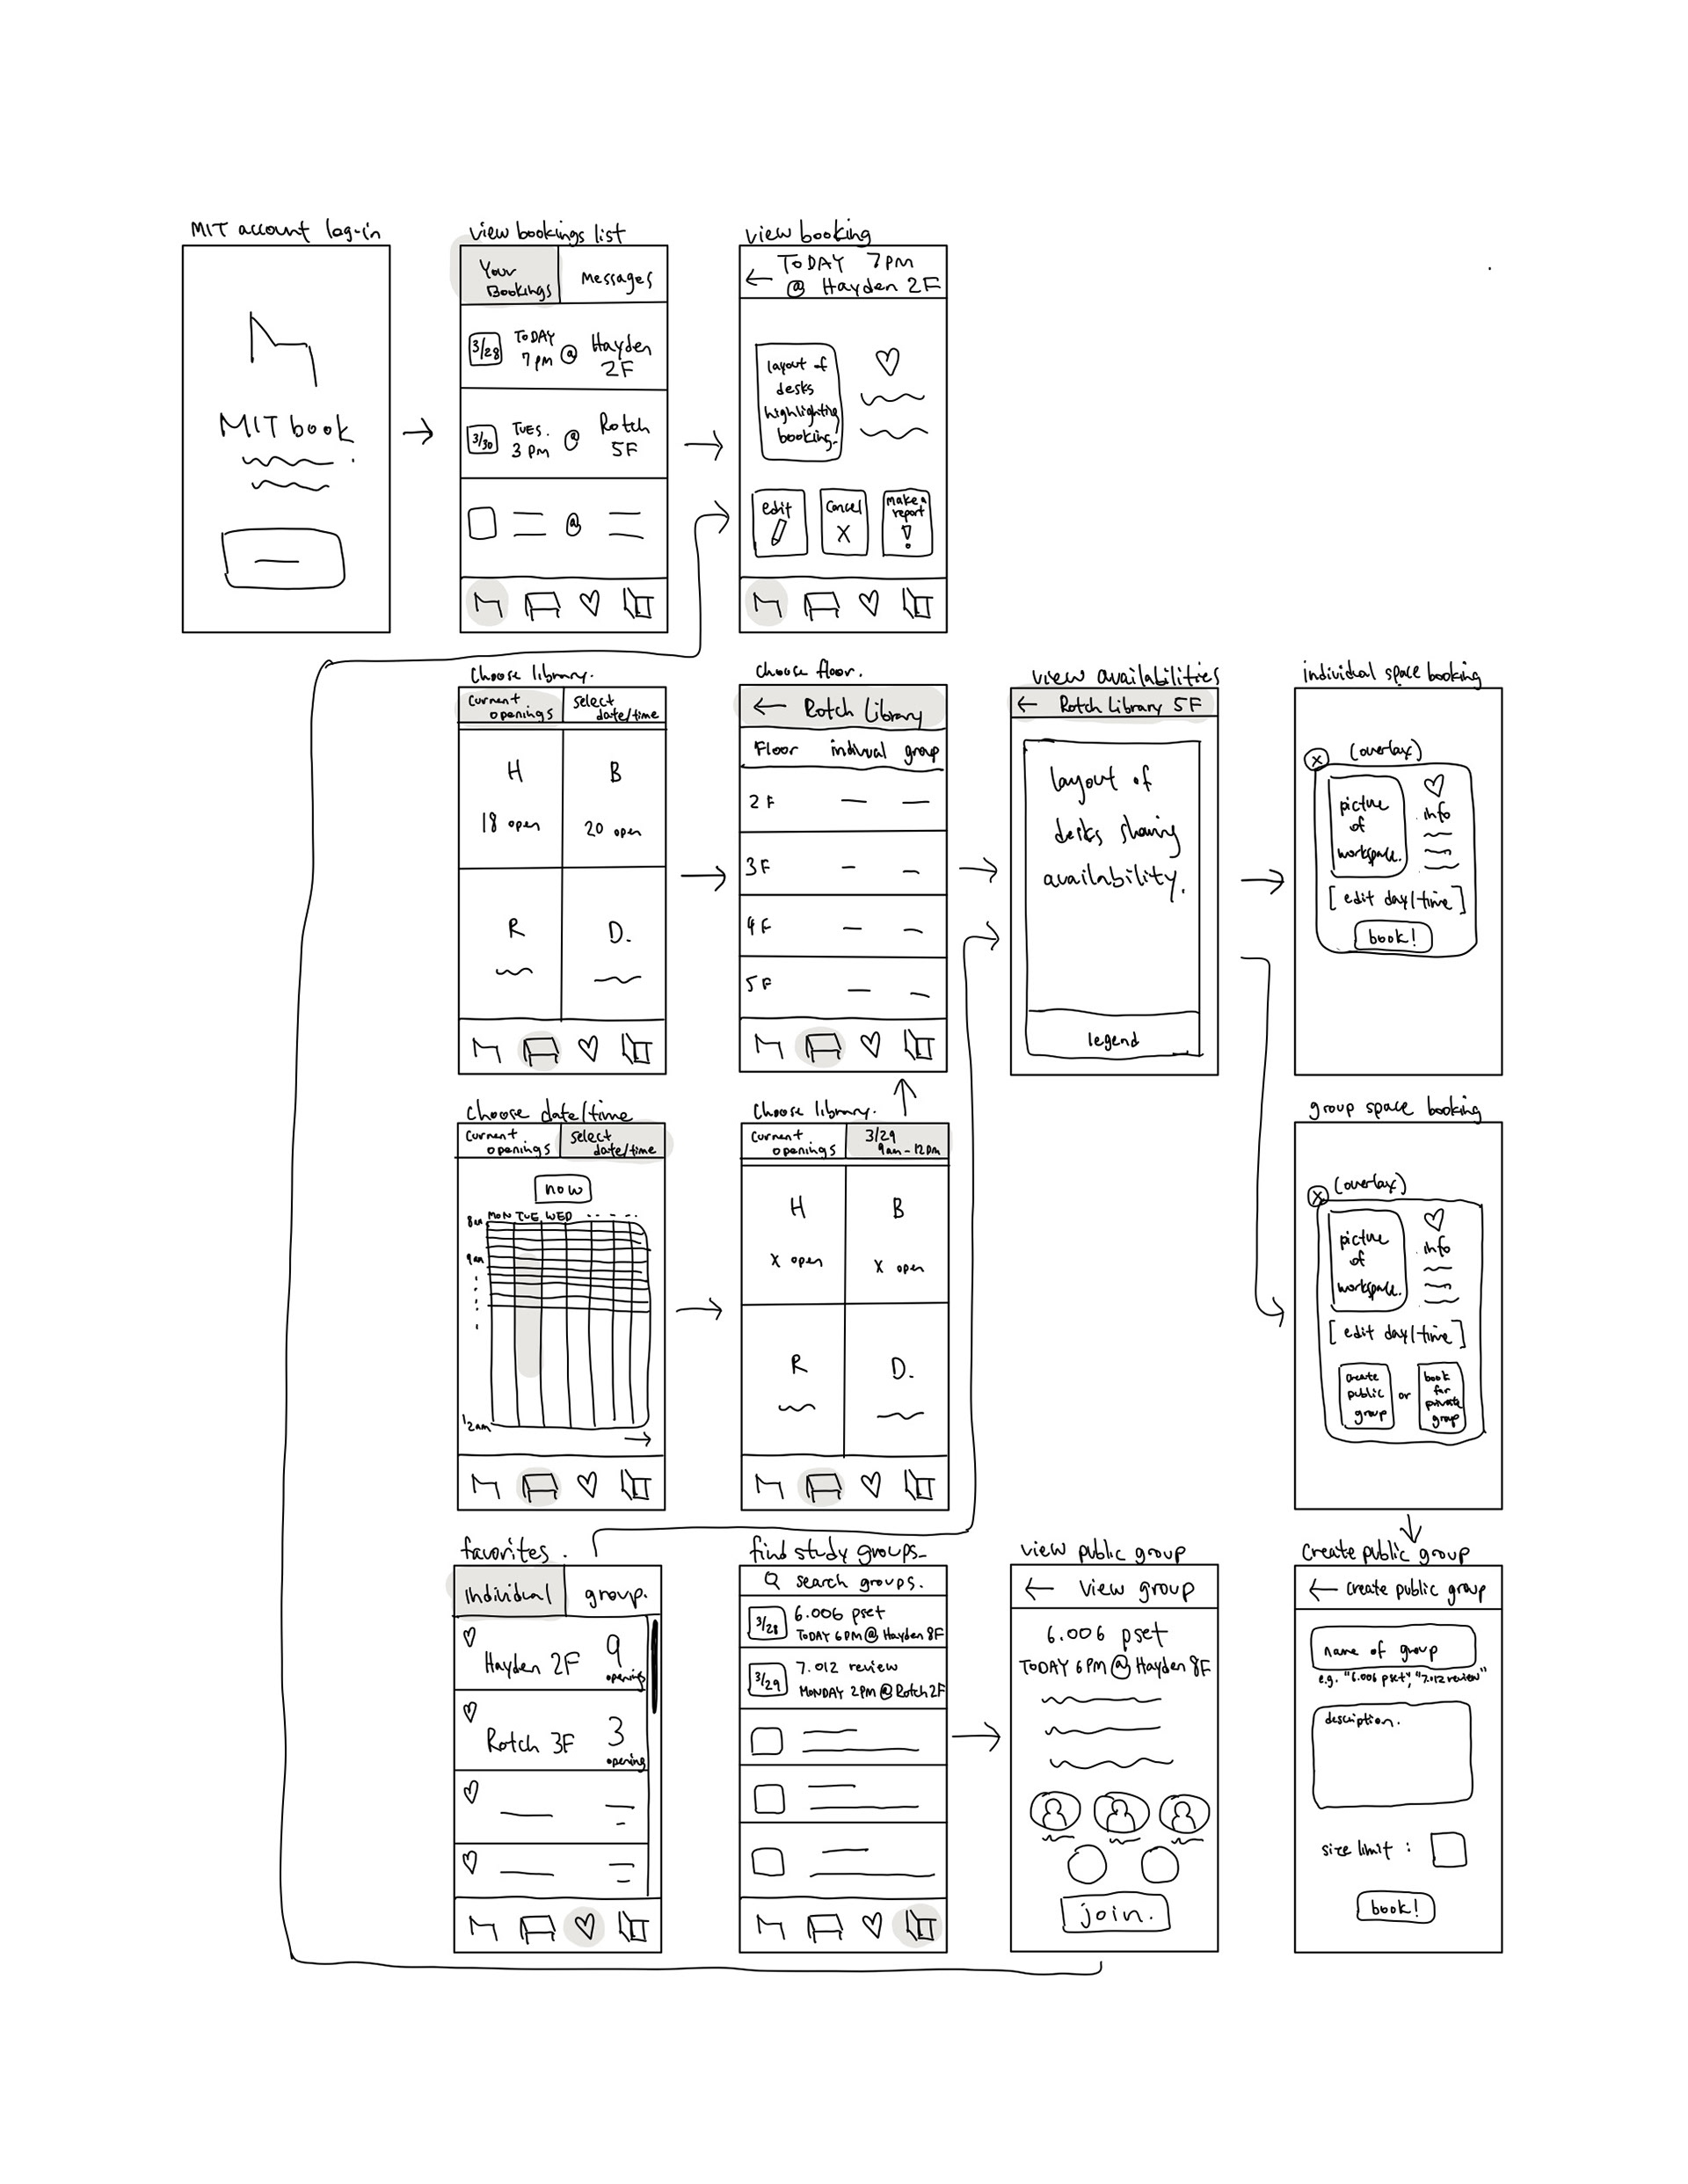 MIT account log-in
MIT book
view bookings list
Your
Bookings
Messages
3/28
TODAY
7pm
@
Hayden
2F
3/30
TUES.
3 pm
@
Rotch
5F
@
view booking
← TODAY 7PM
@ Hayden 2F
layout of
desks
highlighting
booking.
edit
cancel
X
make a
report
!
choose library.
current
openings
select
date/time
H
18 open
B
20 open
R
D.
choose floor.
← Rotch Library
Floor
group
2F
3F
4F
5F
view availabilities
← Rotch Library 5F
layout of
desks
availability.
legend
individual space booking
(overlay)
X
picture
of
workspace.
info
[edit day/time]
book!
choose date/time
current
openings
select
date/time
now
MON TUE WED
8am
9am
12am
choose library.
current
openings
3/29
9am-12pm
H
X open
B
X open
R
D.
group space booking
(overlay)
X
picture
of
workspace.
info
[edit day/time]
create
public
group
or
book
for
private
group
favorites.
Individual
group.
Hayden 2F
9
openings
Rotch 3F
3
opening
find study groups
search groups.
3/28
6.006 pset
TODAY 6PM @ Hayden 8F
3/29
7.012 review
MONDAY 2PM @ Rotch 2F
view public group
← view group
6.006 pset
TODAY 6PM @ Hayden 8F
join.
Create public group
← create public group
name of group
e.g. "6.006 pset", "7.012 review"
description.
size limit :
book!